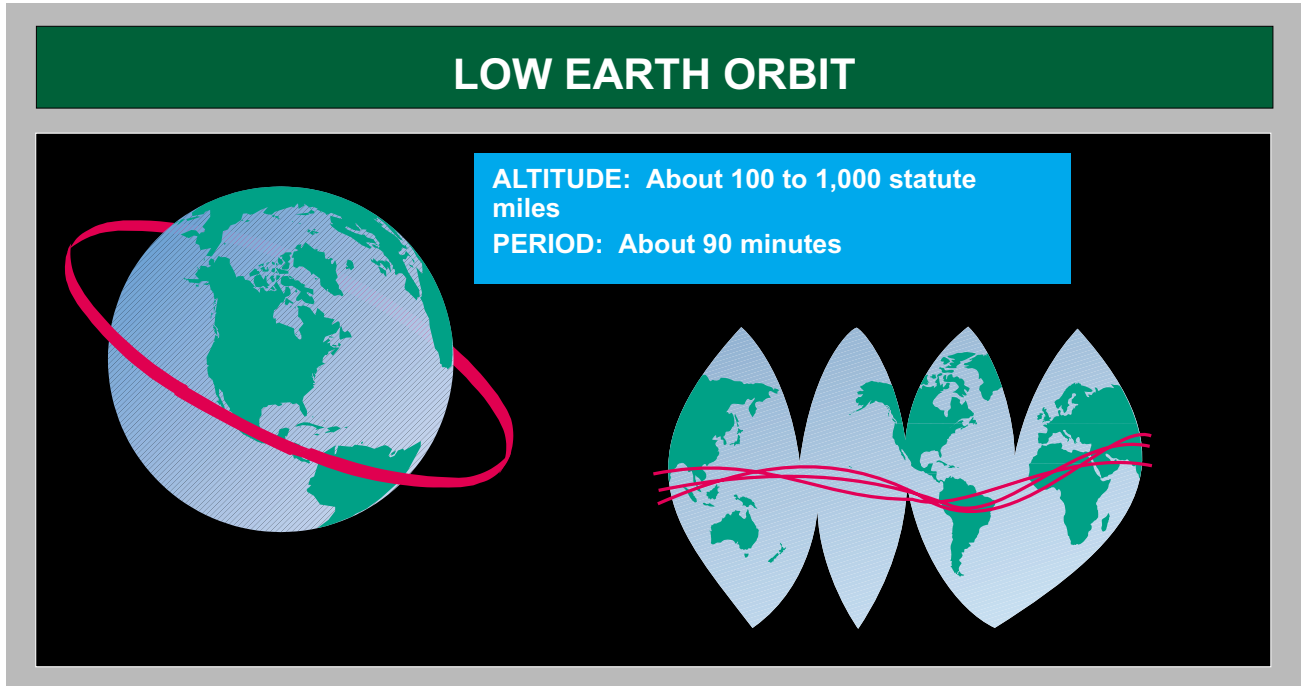 LOW EARTH ORBIT
ALTITUDE: About 100 to 1,000 statute
miles
PERIOD: About 90 minutes